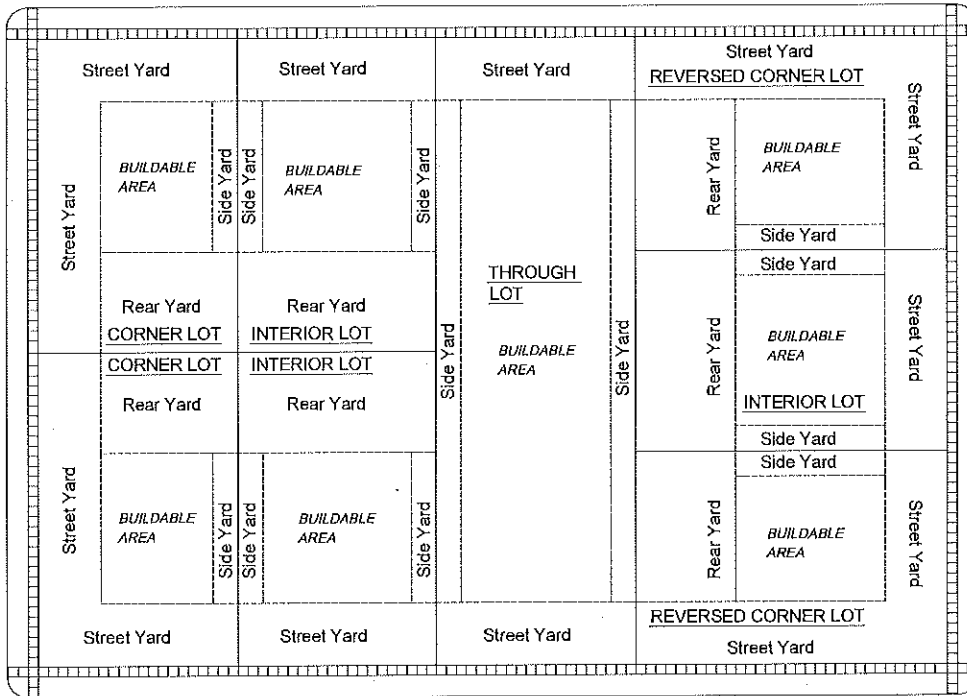 Street Yard
Street Yard
Street Yard
Street Yard
REVERSED CORNER LOT
Street Yard
BUILDABLE
AREA
Side Yard
Side Yard
BUILDABLE
AREA
Side Yard
Rear Yard
BUILDABLE
AREA
Street Yard
Side Yard
Side Yard
THROUGH
LOT
BUILDABLE
AREA
Side Yard
Side Yard
Rear Yard
CORNER LOT
Rear Yard
INTERIOR LOT
Rear Yard
BUILDABLE
AREA
Street Yard
CORNER LOT
Rear Yard
INTERIOR LOT
Rear Yard
INTERIOR LOT
Side Yard
Side Yard
Street Yard
BUILDABLE
AREA
Side Yard
Side Yard
BUILDABLE
AREA
Side Yard
Rear Yard
BUILDABLE
AREA
Street Yard
REVERSED CORNER LOT
Street Yard
Street Yard
Street Yard
Street Yard